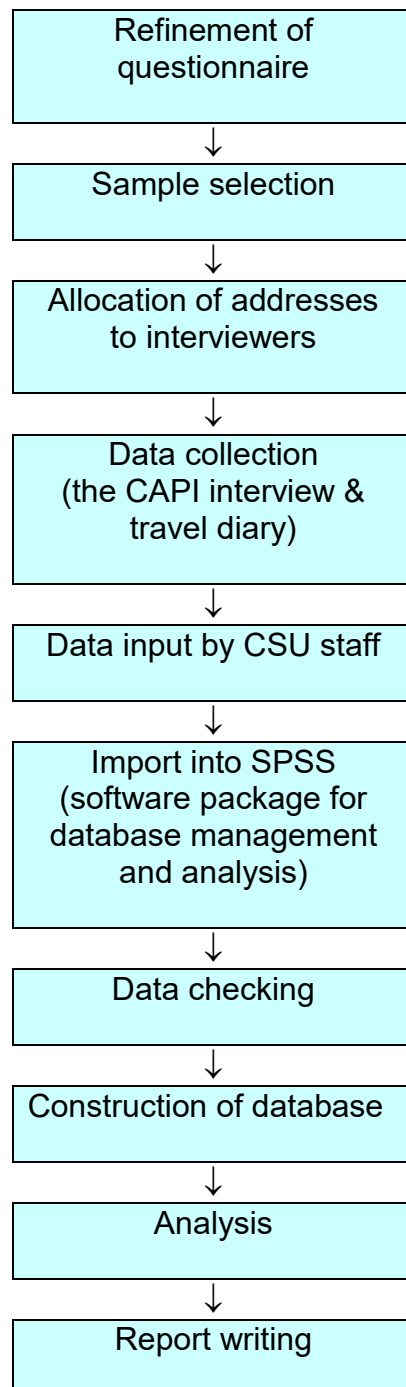 Refinement of
questionnaire
↓
Sample selection
↓
Allocation of addresses
to interviewers
↓
Data collection
(the CAPI interview &
travel diary)
↓
Data input by CSU staff
↓
Import into SPSS
(software package for
database management
and analysis)
↓
Data checking
↓
Construction of database
↓
Analysis
↓
Report writing